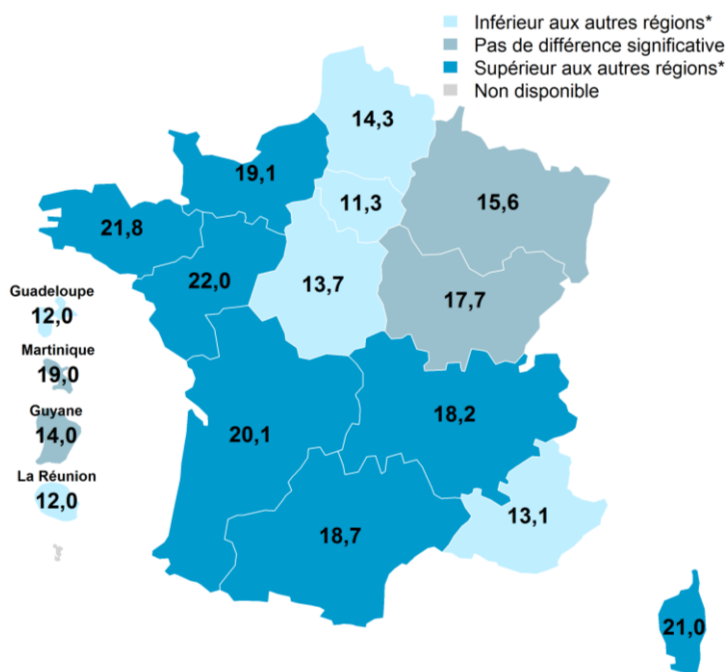 Inférieur aux autres régions*
Pas de différence significative
Supérieur aux autres régions*
Non disponible
14,3
19,1
11,3
15,6
21,8
22,0
13,7
17,7
Guadeloupe
12,0
Martinique
19,0
Guyane
14,0
La Réunion
12,0
20,1
18,2
18,7
13,1
21,0